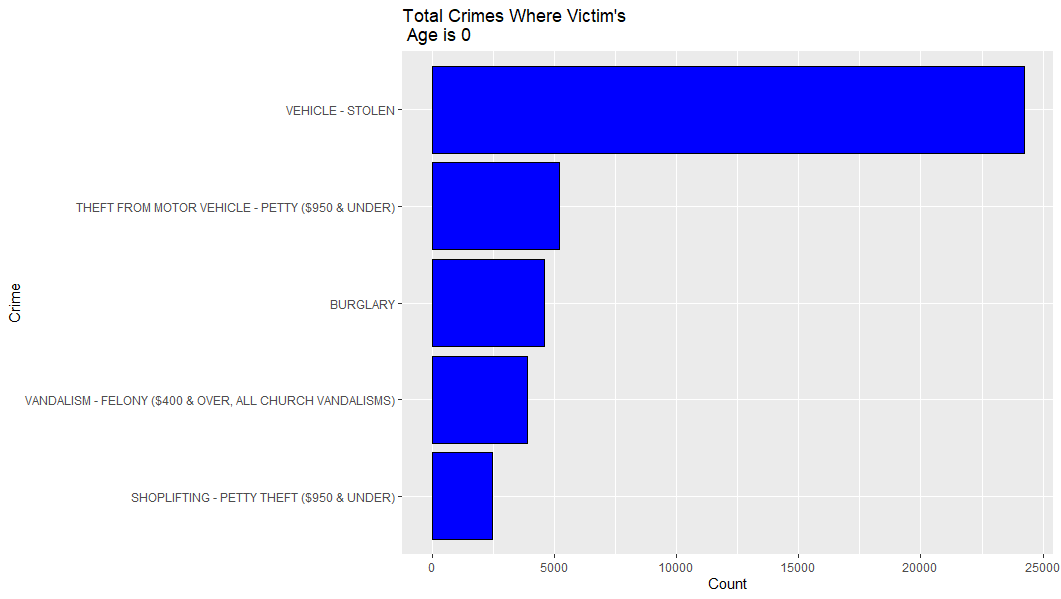 Total Crimes Where Victim's
Age is 0
VEHICLE - STOLEN
THEFT FROM MOTOR VEHICLE - PETTY ($950 & UNDER)
BURGLARY
Crime
VANDALISM - FELONY ($400 & OVER, ALL CHURCH VANDALISMS)
SHOPLIFTING - PETTY THEFT ($950 & UNDER)
0 5000 10000 15000 20000 25000
Count